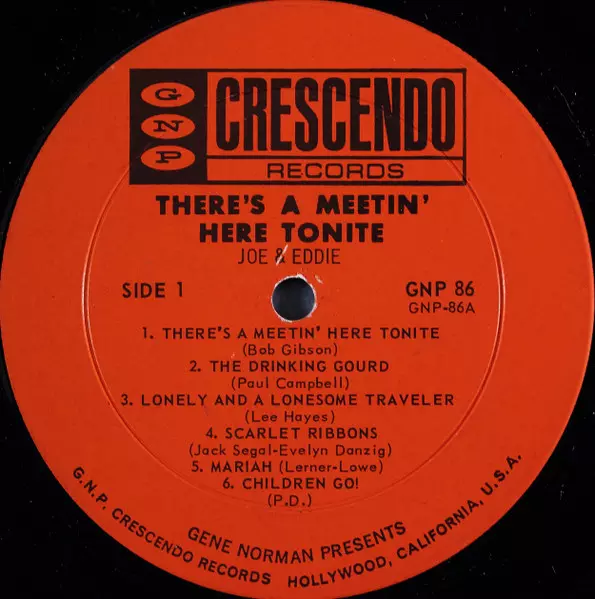 GNP
CRESCENDO
RECORDS
THERE'S A MEETIN'
HERE TONITE
JOE & EDDIE
SIDE 1
GNP 86
GNP-86A
1. THERE'S A MEETIN' HERE TONITE
(Bob Gibson)
2. THE DRINKING GOURD
(Paul Campbell)
3. LONELY AND A LONESOME TRAVELER
(Lee Hayes)
4. SCARLET RIBBONS
(Jack Segal-Evelyn Danzig)
5. MARIAH (Lerner-Lowe)
6. CHILDREN GO!
(P.D.)
GENE NORMAN PRESENTS
G.N.P. CRESCENDO RECORDS HOLLYWOOD, CALIFORNIA, U.S.A.